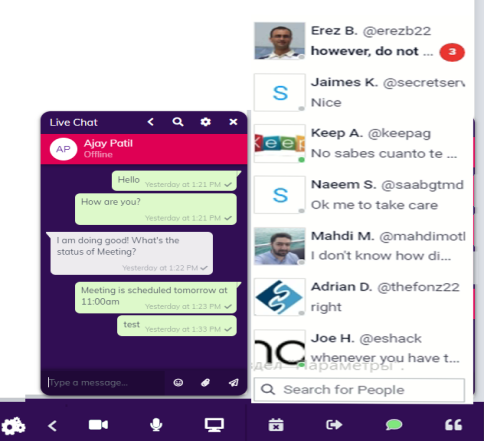 Live Chat
AP
Ajay Patil
Offline
Hello
Yesterday at 1:21 PM
How are you?
Yesterday at 1:21 PM
I am doing good! What's the
status of Meeting?
Yesterday at 1:22 PM
Meeting is scheduled tomorrow at
11:00am
Yesterday at 1:23 PM
test
Yesterday at 1:33 PM
Type a message...
Erez B. @erezb22
however, do not ...
3
S
Jaimes K. @secretserv
Nice
Keep A. @keepag
No sabes cuanto te ...
S
Naeem S. @saabgtmd
Ok me to take care
Mahdi M. @mahdimotl
I don't know how di...
Adrian D. @thefonz22
right
Joe H. @eshack
whenever you have t...
Параметры".
Search for People